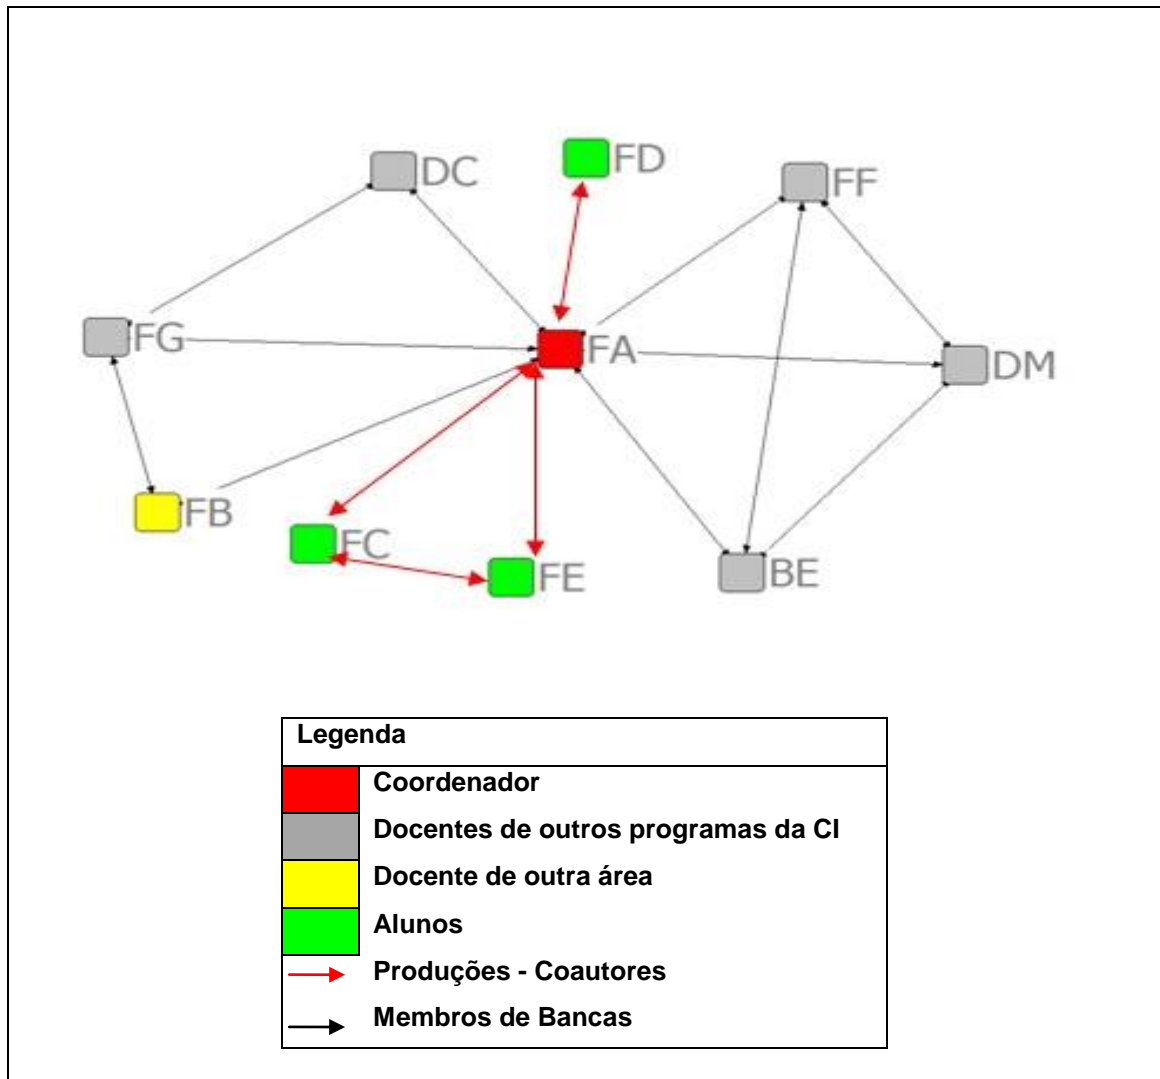 DC
FD
FF
FG
FA
DM
FB
FC
FE
BE
Legenda
Coordenador
Docentes de outros programas da CI
Docente de outra área
Alunos
Produções - Coautores
Membros de Bancas